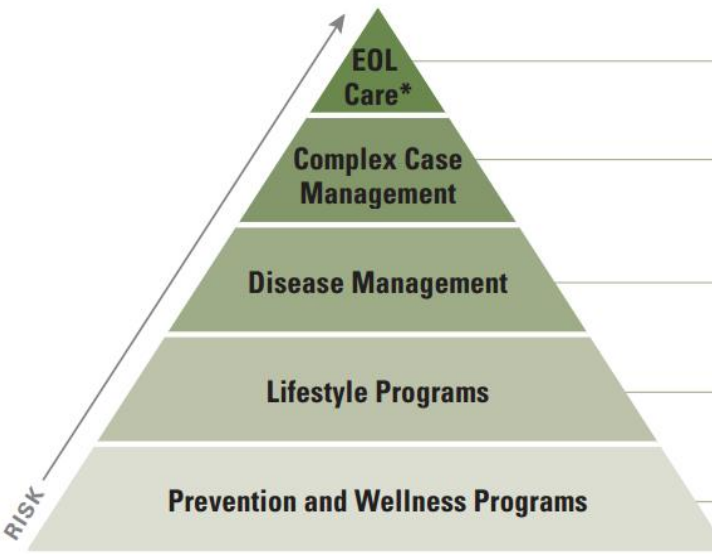 EOL
Care*
Complex Case
Management
Disease Management
Lifestyle Programs
Prevention and Wellness Programs
RISK